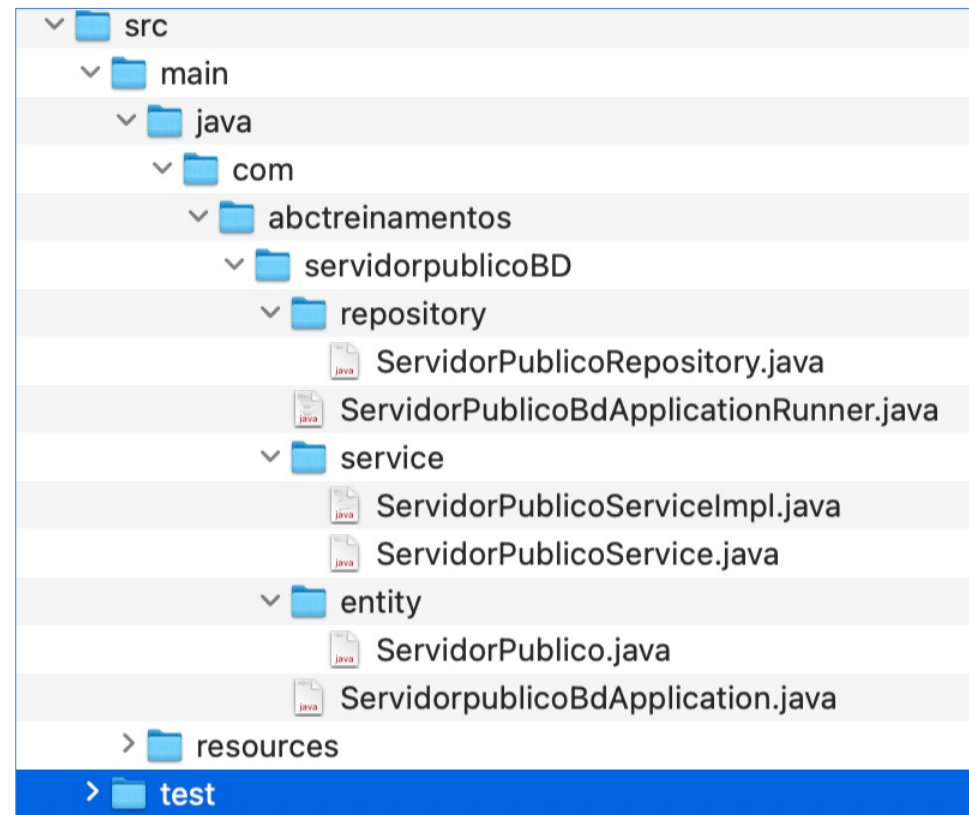 src
main
java
com
abctreinamentos
servidorpublicoBD
repository
java ServidorPublicoRepository.java
java ServidorPublicoBdApplicationRunner.java
service
java ServidorPublicoServiceImpl.java
java ServidorPublicoService.java
entity
java ServidorPublico.java
java ServidorpublicoBdApplication.java
resources
test